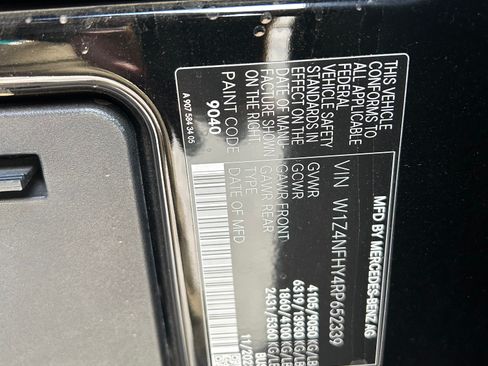 MFD BY MERCEDES-BENZ AG
VIN W1Z4NFHY4RP652339
GVWR 4105/9050 KG/LB
GCWR 6319/13930 KG/LB
GAWR FRONT 1860/4100 KG/LB
GAWR REAR 2431/5360 KG/LB
TYPE
DATE OF MAN.
THIS VEHICLE
CONFORMS TO
ALL APPLICABLE
FEDERAL
VEHICLE SAFETY
STANDARDS IN
EFFECT ON THE
DATE OF MANU-
FACTURE SHOWN
ON THE RIGHT
PAINT CODE
9040
A 907 584 34 05